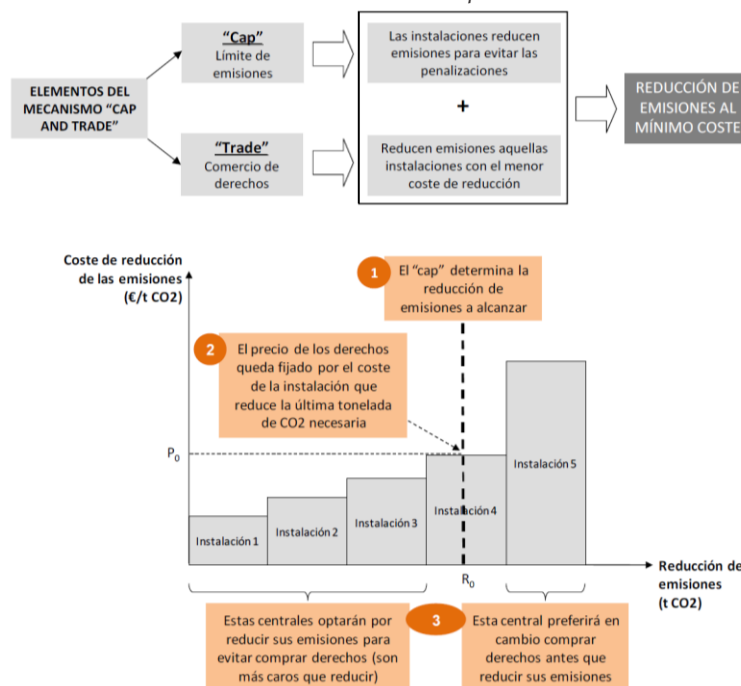 "Cap"
Límite de
emisiones
Las instalaciones reducen
emisiones para evitar las
penalizaciones
ELEMENTOS DEL
MECANISMO "CAP
AND TRADE"
+
REDUCCIÓN DE
EMISIONES AL
MÍNIMO COSTE
"Trade"
Comercio de
derechos
Reducen emisiones aquellas
instalaciones con el menor
coste de reducción
Coste de reducción
de las emisiones
(€/t CO2)
1
El "cap" determina la
reducción de
emisiones a alcanzar
2
El precio de los derechos
queda fijado por el coste
de la instalación que
reduce la última tonelada
de CO2 necesaria
P0
Instalación 1
Instalación 2
Instalación 3
Instalación 4
Instalación 5
R0
Reducción de
emisiones
(t CO2)
Estas centrales optarán por
reducir sus emisiones para
evitar comprar derechos (son
más caros que reducir)
3
Esta central preferirá en
cambio comprar
derechos antes que
reducir sus emisiones